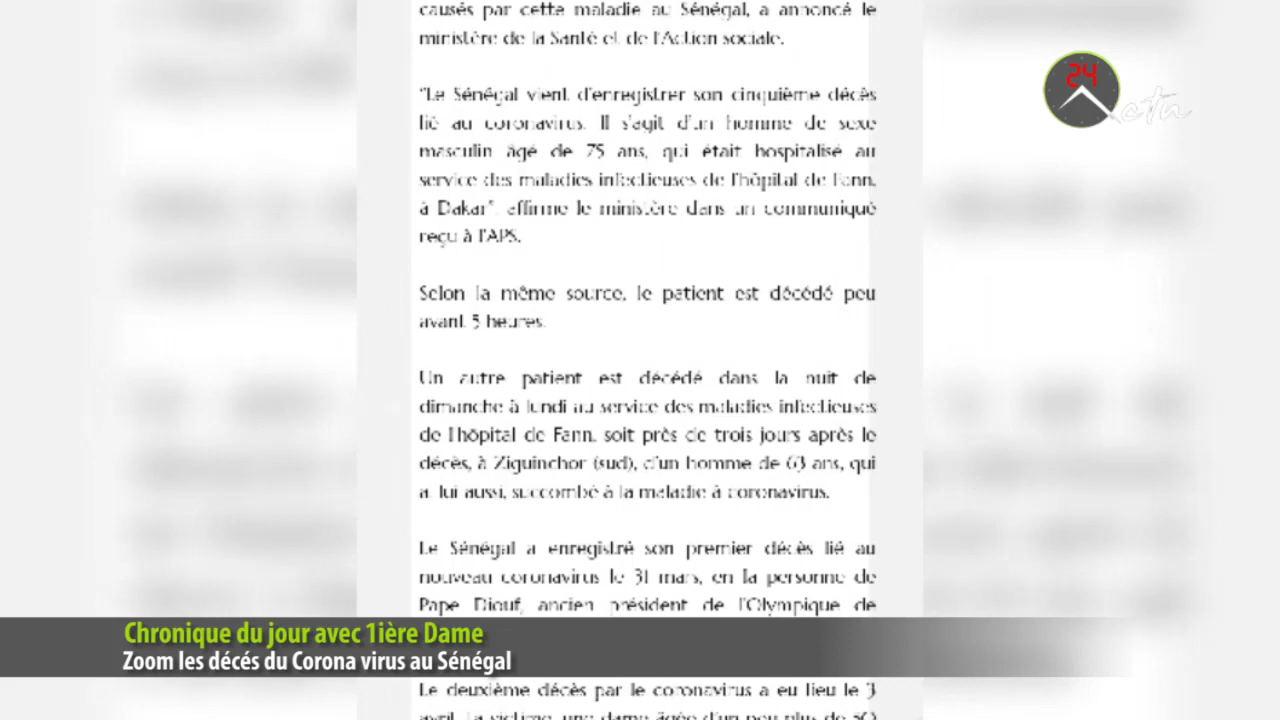 causés par cette maladie au Sénégal, a annoncé le
ministère de la Santé et de l'Action sociale.
"Le Sénégal vient d'enregistrer son cinquième décès
lié au coronavirus. Il s'agit d'un homme de sexe
masculin âgé de 75 ans, qui était hospitalisé au
service des maladies infectieuses de l'hôpital de Fann,
à Dakar", affirme le ministère dans un communiqué
reçu à l'APS.
Selon la même source, le patient est décédé peu
avant 5 heures.
Un autre patient est décédé dans la nuit de
dimanche à lundi au service des maladies infectieuses
de l'hôpital de Fann, soit près de trois jours après le
décès, à Ziguinchor (sud), d'un homme de 63 ans, qui
a, lui aussi, succombé à la maladie à coronavirus.
Le Sénégal a enregistré son premier décès lié au
nouveau coronavirus le 31 mars, en la personne de
Pape Diouf, ancien président de l'Olympique de
Le deuxième décès par le coronavirus a eu lieu le 3
avril. La victime, une dame âgée d'un peu plus de 50
24
Actu
Chronique du jour avec 1ière Dame
Zoom les décés du Corona virus au Sénégal